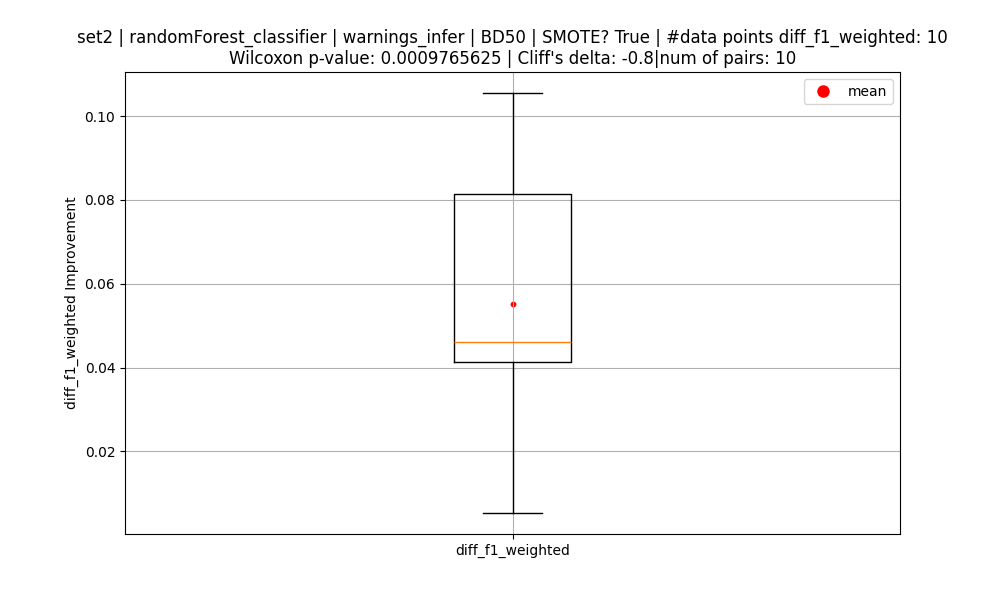 set2 | randomForest_classifier | warnings_infer | BD50 | SMOTE? True | #data points diff_f1_weighted: 10
Wilcoxon p-value: 0.0009765625 | Cliff's delta: -0.8|num of pairs: 10
mean
0.10
0.08
0.06
0.04
0.02
diff_f1_weighted Improvement
diff_f1_weighted